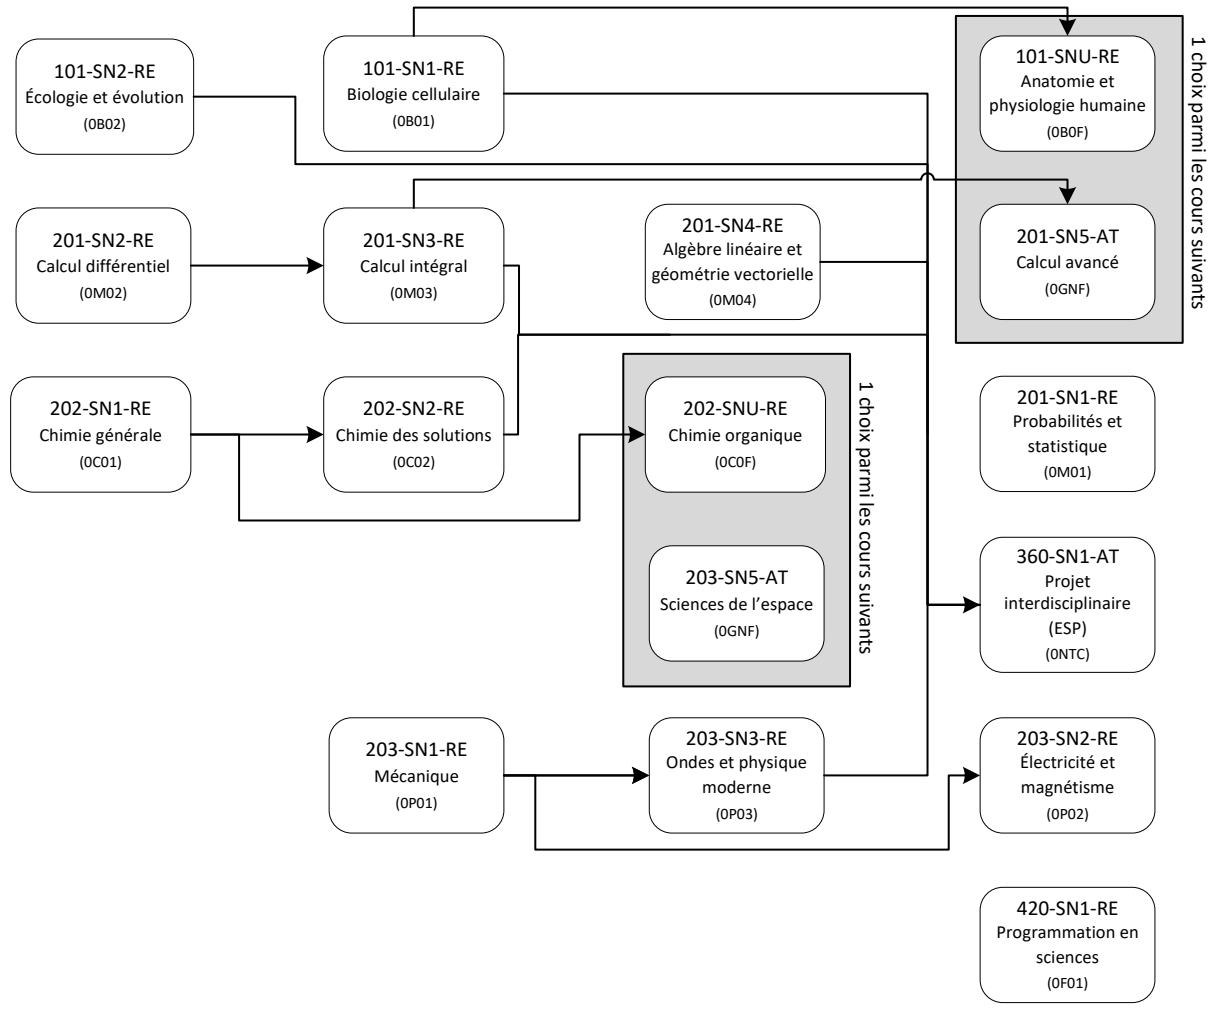 101-SN2-RE
Écologie et évolution
(0B02)
101-SN1-RE
Biologie cellulaire
(0B01)
101-SNU-RE
Anatomie et
physiologie humaine
(0B0F)
1 choix parmi les cours suivants
201-SN2-RE
Calcul différentiel
(0M02)
201-SN3-RE
Calcul intégral
(0M03)
201-SN4-RE
Algèbre linéaire et
géométrie vectorielle
(0M04)
201-SN5-AT
Calcul avancé
(0GNF)
202-SN1-RE
Chimie générale
(0C01)
202-SN2-RE
Chimie des solutions
(0C02)
202-SNU-RE
Chimie organique
(0C0F)
1 choix parmi les cours suivants
201-SN1-RE
Probabilités et
statistique
(0M01)
203-SN5-AT
Sciences de l’espace
(0GNF)
360-SN1-AT
Projet
interdisciplinaire
(ESP)
(0NTC)
203-SN1-RE
Mécanique
(0P01)
203-SN3-RE
Ondes et physique
moderne
(0P03)
203-SN2-RE
Électricité et
magnétisme
(0P02)
420-SN1-RE
Programmation en
sciences
(0F01)